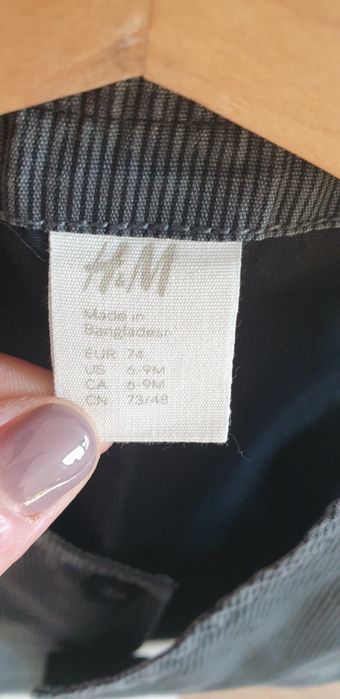 H&M
Made in
Bangladesh
EUR 74
US 6-9M
CA 6-9M
CN 73/48